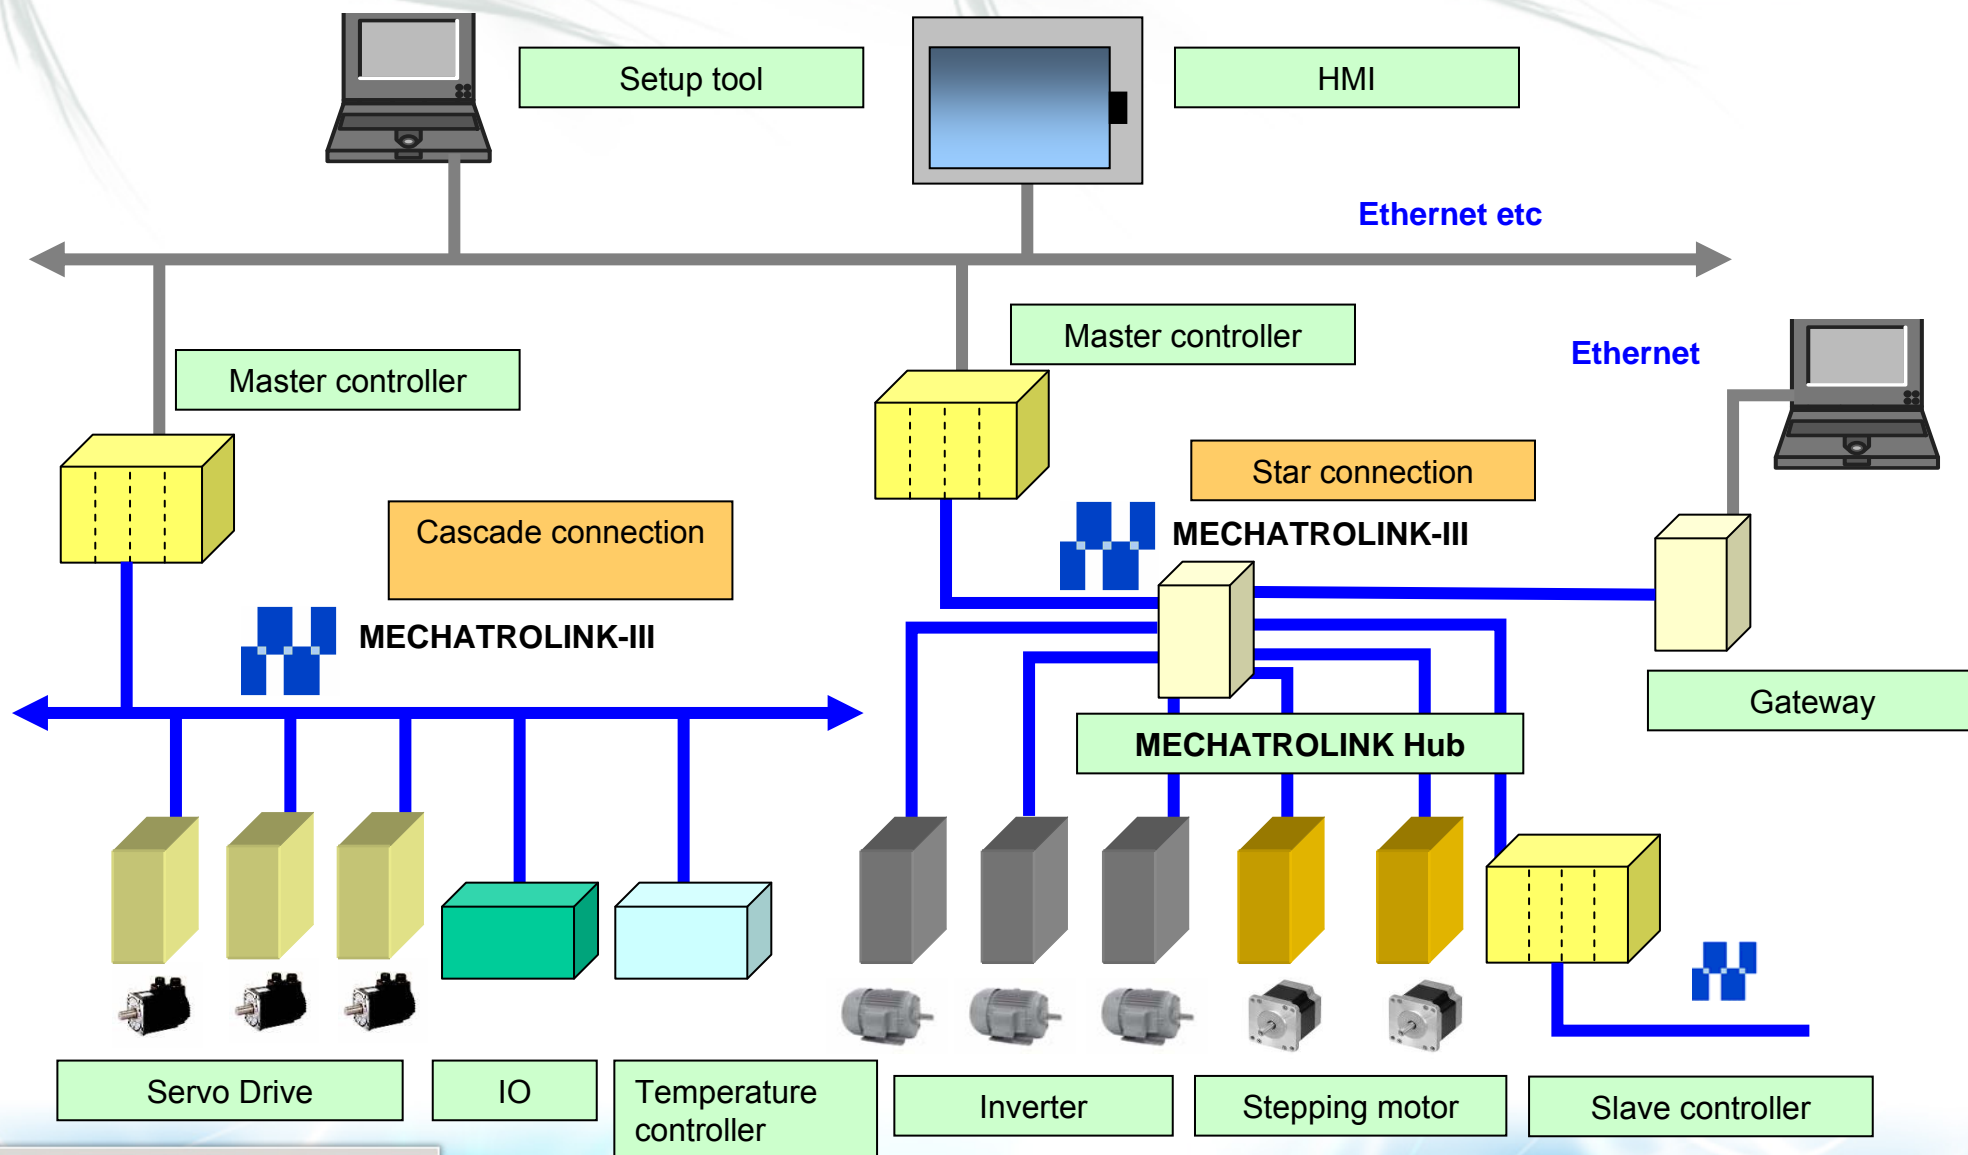 Setup tool
HMI
Ethernet etc
Master controller
Master controller
Ethernet
Star connection
Cascade connection
MECHATROLINK-III
MECHATROLINK-III
Gateway
MECHATROLINK Hub
Servo Drive
IO
Temperature
controller
Inverter
Stepping motor
Slave controller